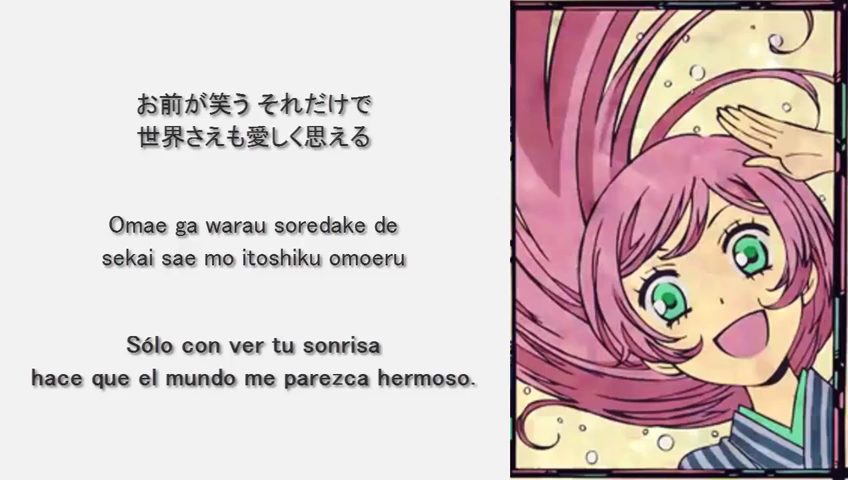 お前が笑う それだけで
世界さえも愛しく思える
Omae ga warau soredake de
sekai sae mo itoshiku omoeru
Sólo con ver tu sonrisa
hace que el mundo me parezca hermoso.